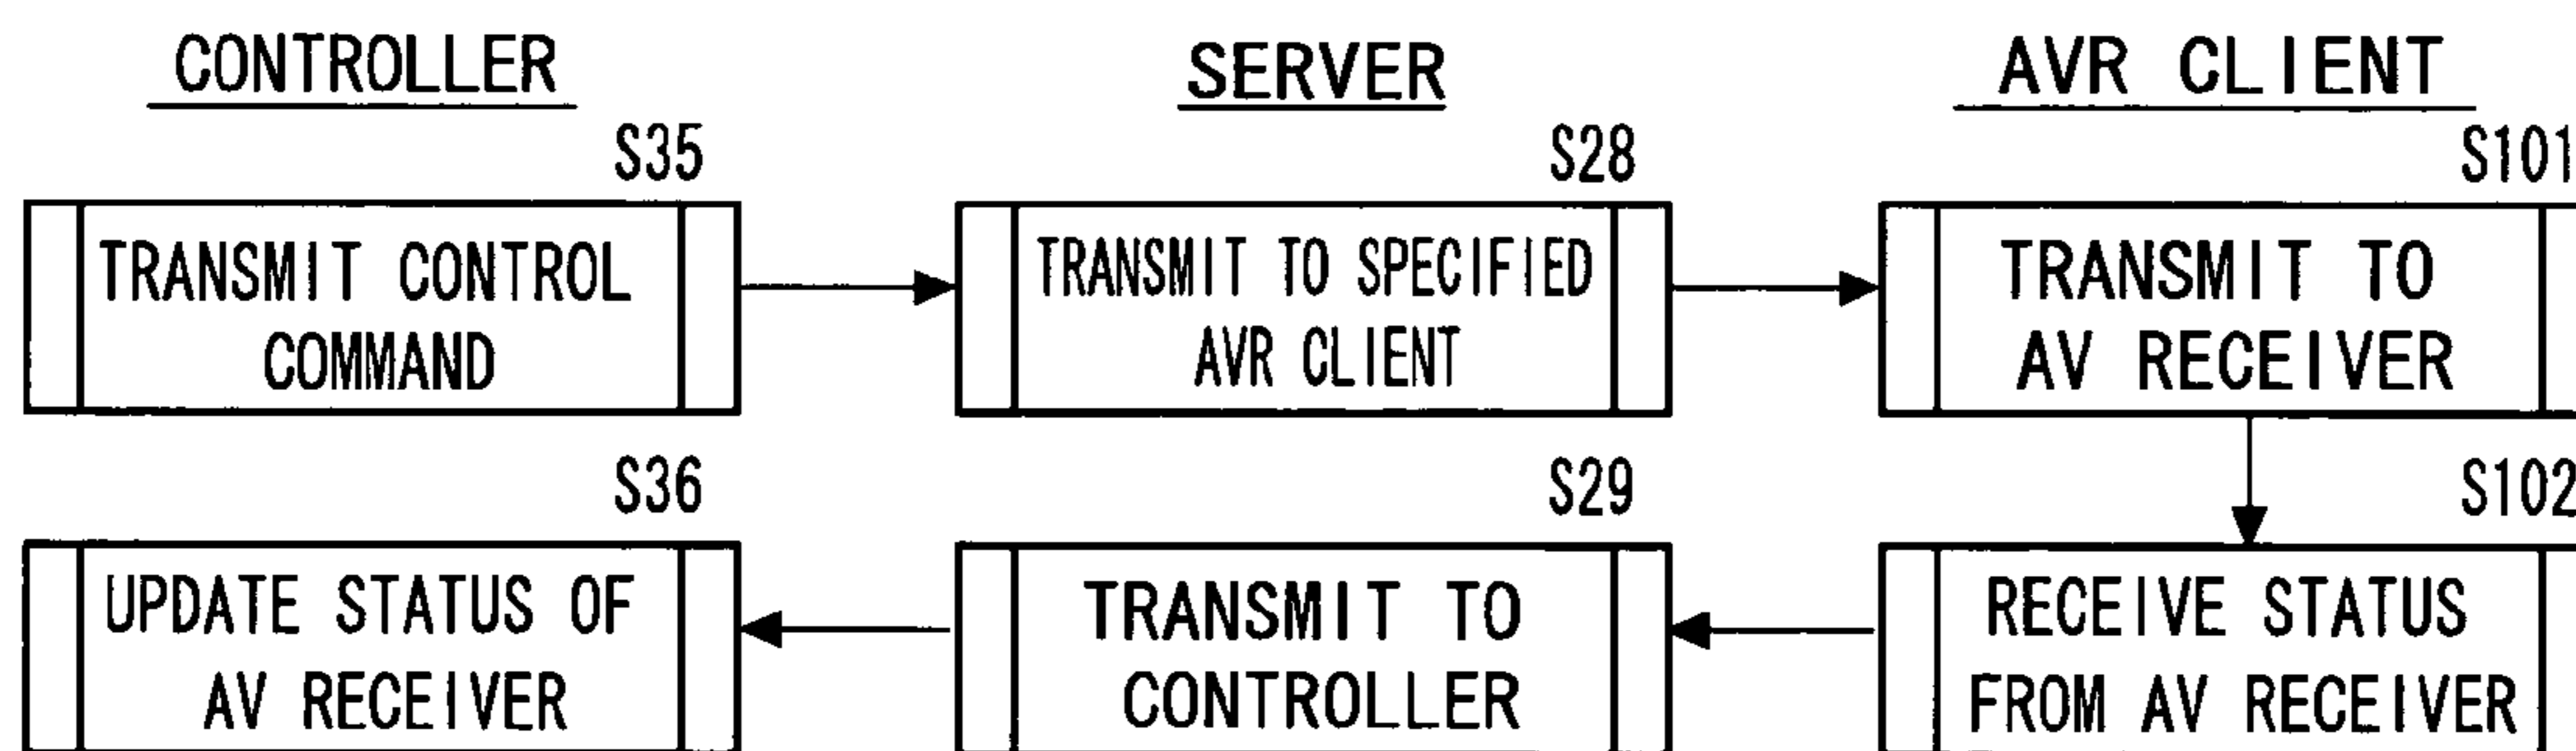 CONTROLLER
SERVER
AVR CLIENT
S35
S28
S101
TRANSMIT CONTROL
COMMAND
TRANSMIT TO SPECIFIED
AVR CLIENT
TRANSMIT TO
AV RECEIVER
S36
S29
S102
UPDATE STATUS OF
AV RECEIVER
TRANSMIT TO
CONTROLLER
RECEIVE STATUS
FROM AV RECEIVER